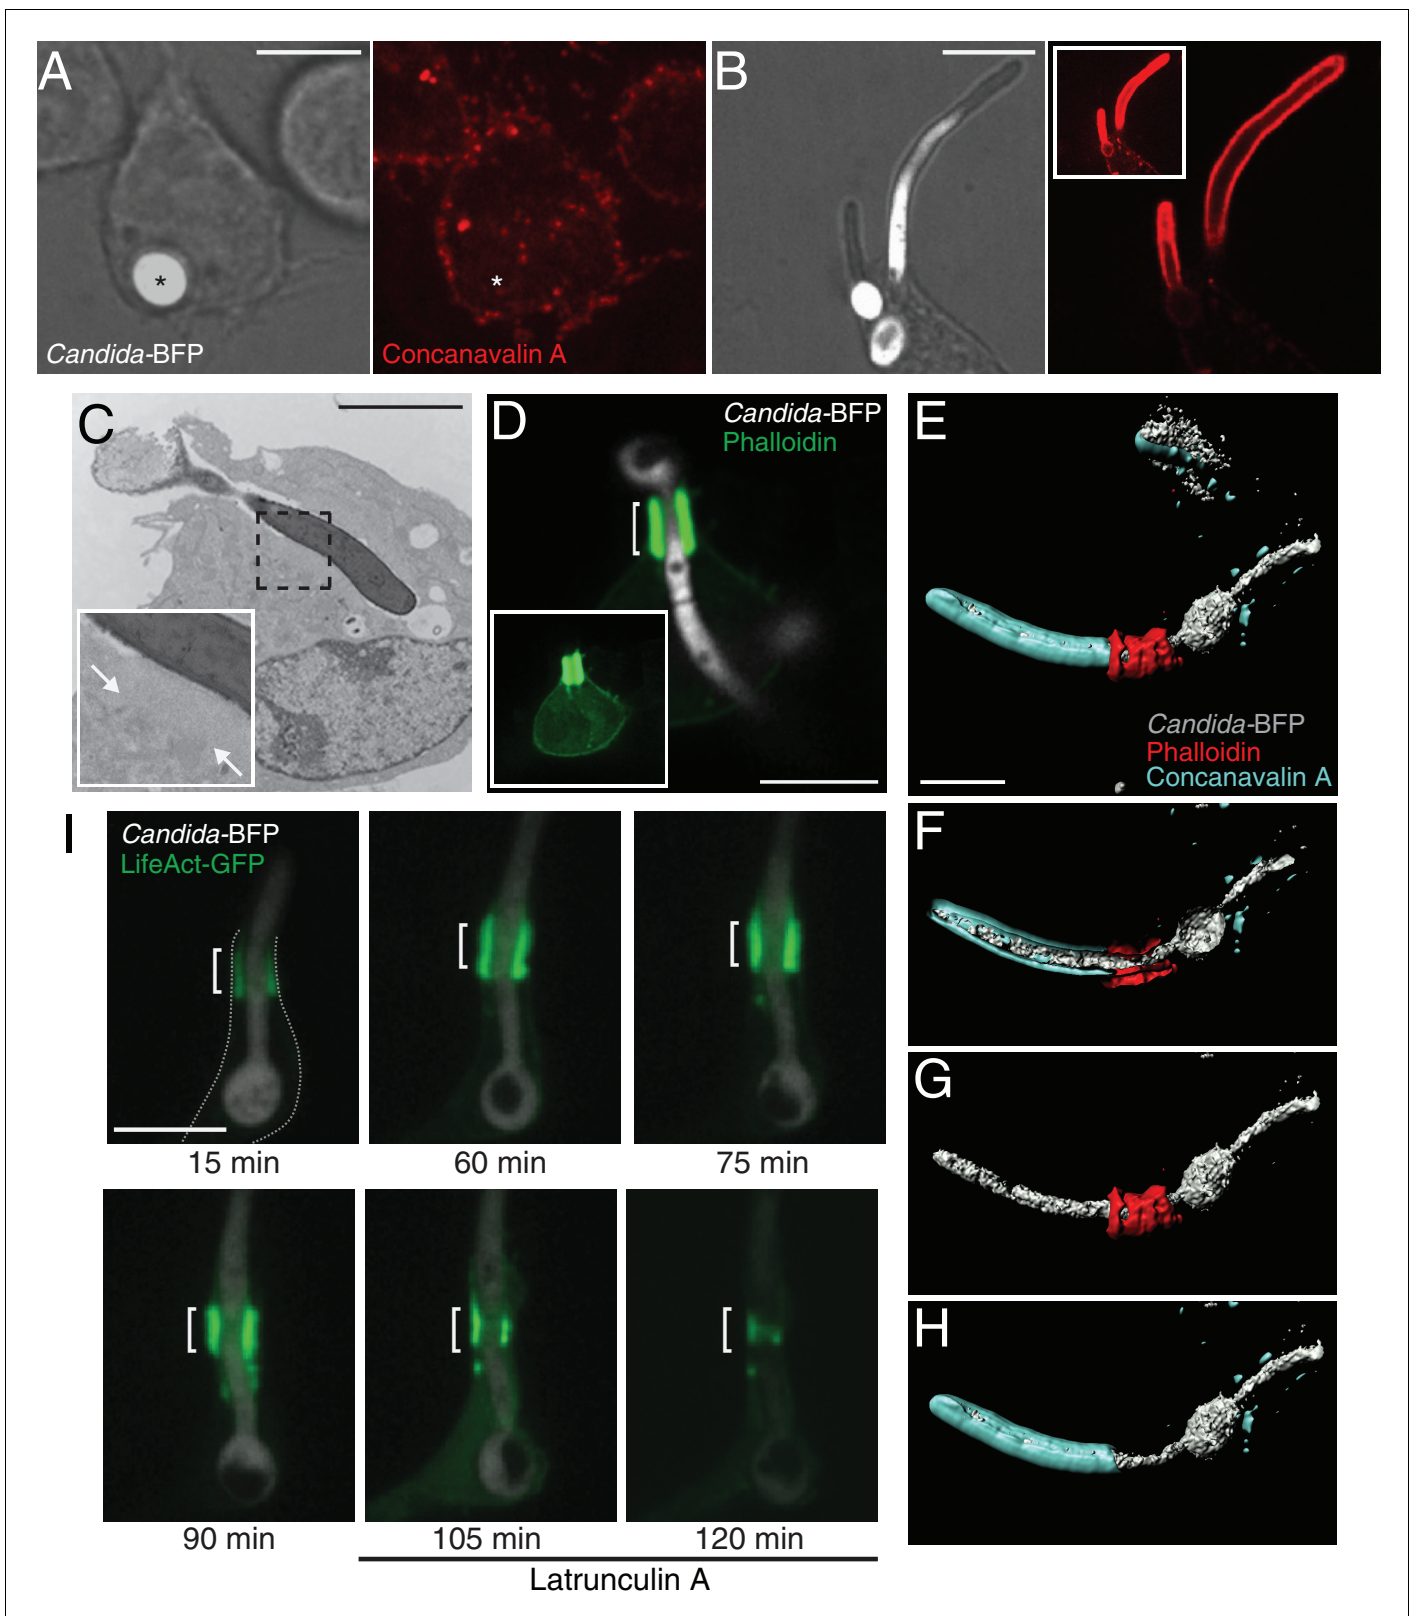 A
*
Candida-BFP
*
Concanavalin A
B
C
D
Candida-BFP
Phalloidin
E
Candida-BFP
Phalloidin
Concanavalin A
F
G
H
I
Candida-BFP
LifeAct-GFP
15 min
60 min
75 min
90 min
105 min
120 min
Latrunculin A